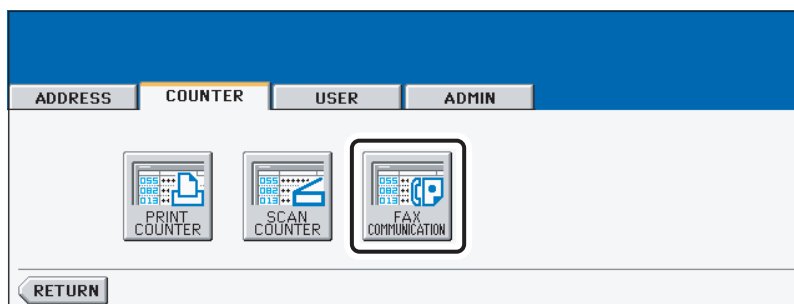 ADDRESS COUNTER USER ADMIN
055 055 055
082 082 082
013 013 013
PRINT SCAN FAX
COUNTER COUNTER COMMUNICATION
RETURN